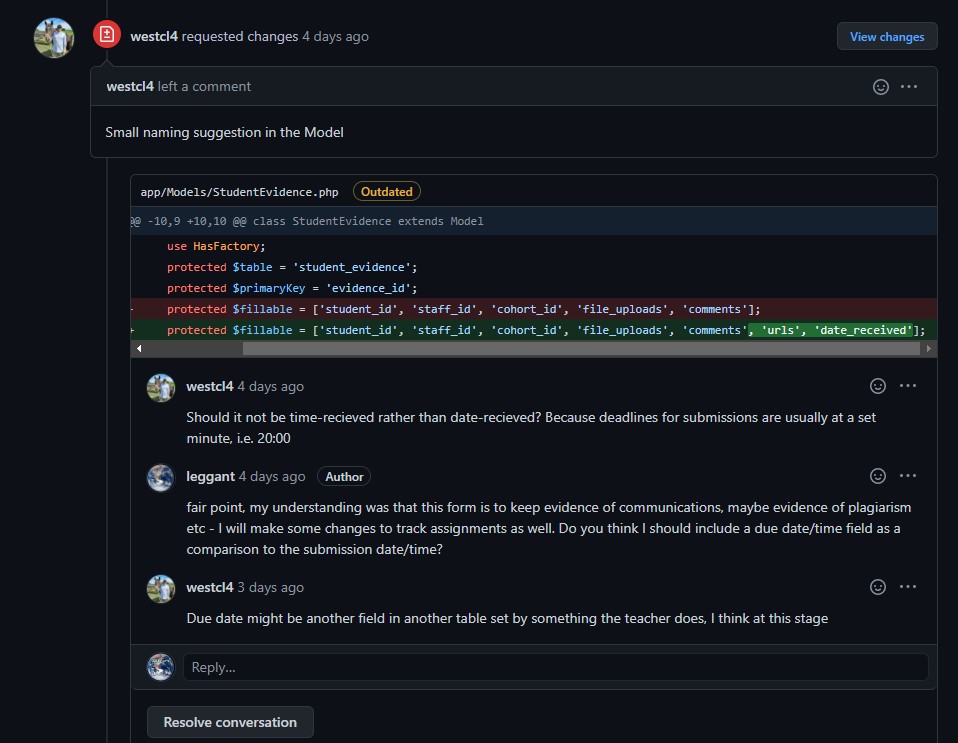 westcl4 requested changes 4 days ago
View changes
westcl4 left a comment
Small naming suggestion in the Model
app/Models/StudentEvidence.php Outdated
@@ -10,9 +10,10 @@ class StudentEvidence extends Model
use HasFactory;
protected $table = 'student_evidence';
protected $primaryKey = 'evidence_id';
- protected $fillable = ['student_id', 'staff_id', 'cohort_id', 'file_uploads', 'comments'];
+ protected $fillable = ['student_id', 'staff_id', 'cohort_id', 'file_uploads', 'comments', 'urls', 'date_received'];
westcl4 4 days ago
Should it not be time-recieved rather than date-recieved? Because deadlines for submissions are usually at a set
minute, i.e. 20:00
leggant 4 days ago Author
fair point, my understanding was that this form is to keep evidence of communications, maybe evidence of plagiarism
etc - I will make some changes to track assignments as well. Do you think I should include a due date/time field as a
comparison to the submission date/time?
westcl4 3 days ago
Due date might be another field in another table set by something the teacher does, I think at this stage
Reply...
Resolve conversation